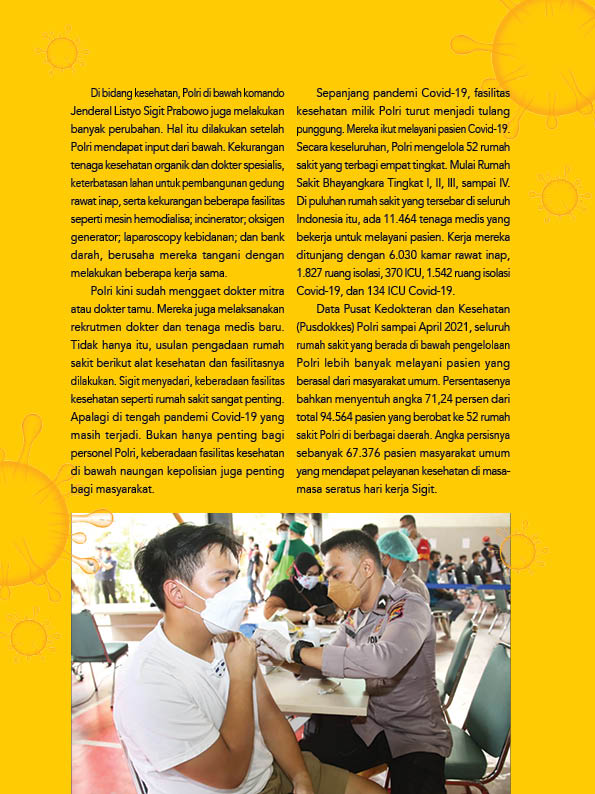 Di bidang kesehatan, Polri di bawah komando
Jenderal Listyo Sigit Prabowo juga melakukan
banyak perubahan. Hal itu dilakukan setelah
Polri mendapat input dari bawah. Kekurangan
tenaga kesehatan organik dan dokter spesialis,
keterbatasan lahan untuk pembangunan gedung
rawat inap, serta kekurangan beberapa fasilitas
seperti mesin hemodialisa; incinerator; oksigen
generator; laparoscopy kebidanan; dan bank
darah, berusaha mereka tangani dengan
melakukan beberapa kerja sama.
Polri kini sudah menggaet dokter mitra
atau dokter tamu. Mereka juga melaksanakan
rekrutmen dokter dan tenaga medis baru.
Tidak hanya itu, usulan pengadaan rumah
sakit berikut alat kesehatan dan fasilitasnya
dilakukan. Sigit menyadari, keberadaan fasilitas
kesehatan seperti rumah sakit sangat penting.
Apalagi di tengah pandemi Covid-19 yang
masih terjadi. Bukan hanya penting bagi
personel Polri, keberadaan fasilitas kesehatan
di bawah naungan kepolisian juga penting
bagi masyarakat.
Sepanjang pandemi Covid-19, fasilitas
kesehatan milik Polri turut menjadi tulang
punggung. Mereka ikut melayani pasien Covid-19.
Secara keseluruhan, Polri mengelola 52 rumah
sakit yang terbagi empat tingkat. Mulai Rumah
Sakit Bhayangkara Tingkat I, II, III, sampai IV.
Di puluhan rumah sakit yang tersebar di seluruh
Indonesia itu, ada 11.464 tenaga medis yang
bekerja untuk melayani pasien. Kerja mereka
ditunjang dengan 6.030 kamar rawat inap,
1.827 ruang isolasi, 370 ICU, 1.542 ruang isolasi
Covid-19, dan 134 ICU Covid-19.
Data Pusat Kedokteran dan Kesehatan
(Pusdokkes) Polri sampai April 2021, seluruh
rumah sakit yang berada di bawah pengelolaan
Polri lebih banyak melayani pasien yang
berasal dari masyarakat umum. Persentasenya
bahkan menyentuh angka 71,24 persen dari
total 94.564 pasien yang berobat ke 52 rumah
sakit Polri di berbagai daerah. Angka persisnya
sebanyak 67.376 pasien masyarakat umum
yang mendapat pelayanan kesehatan di masa-
masa seratus hari kerja Sigit.